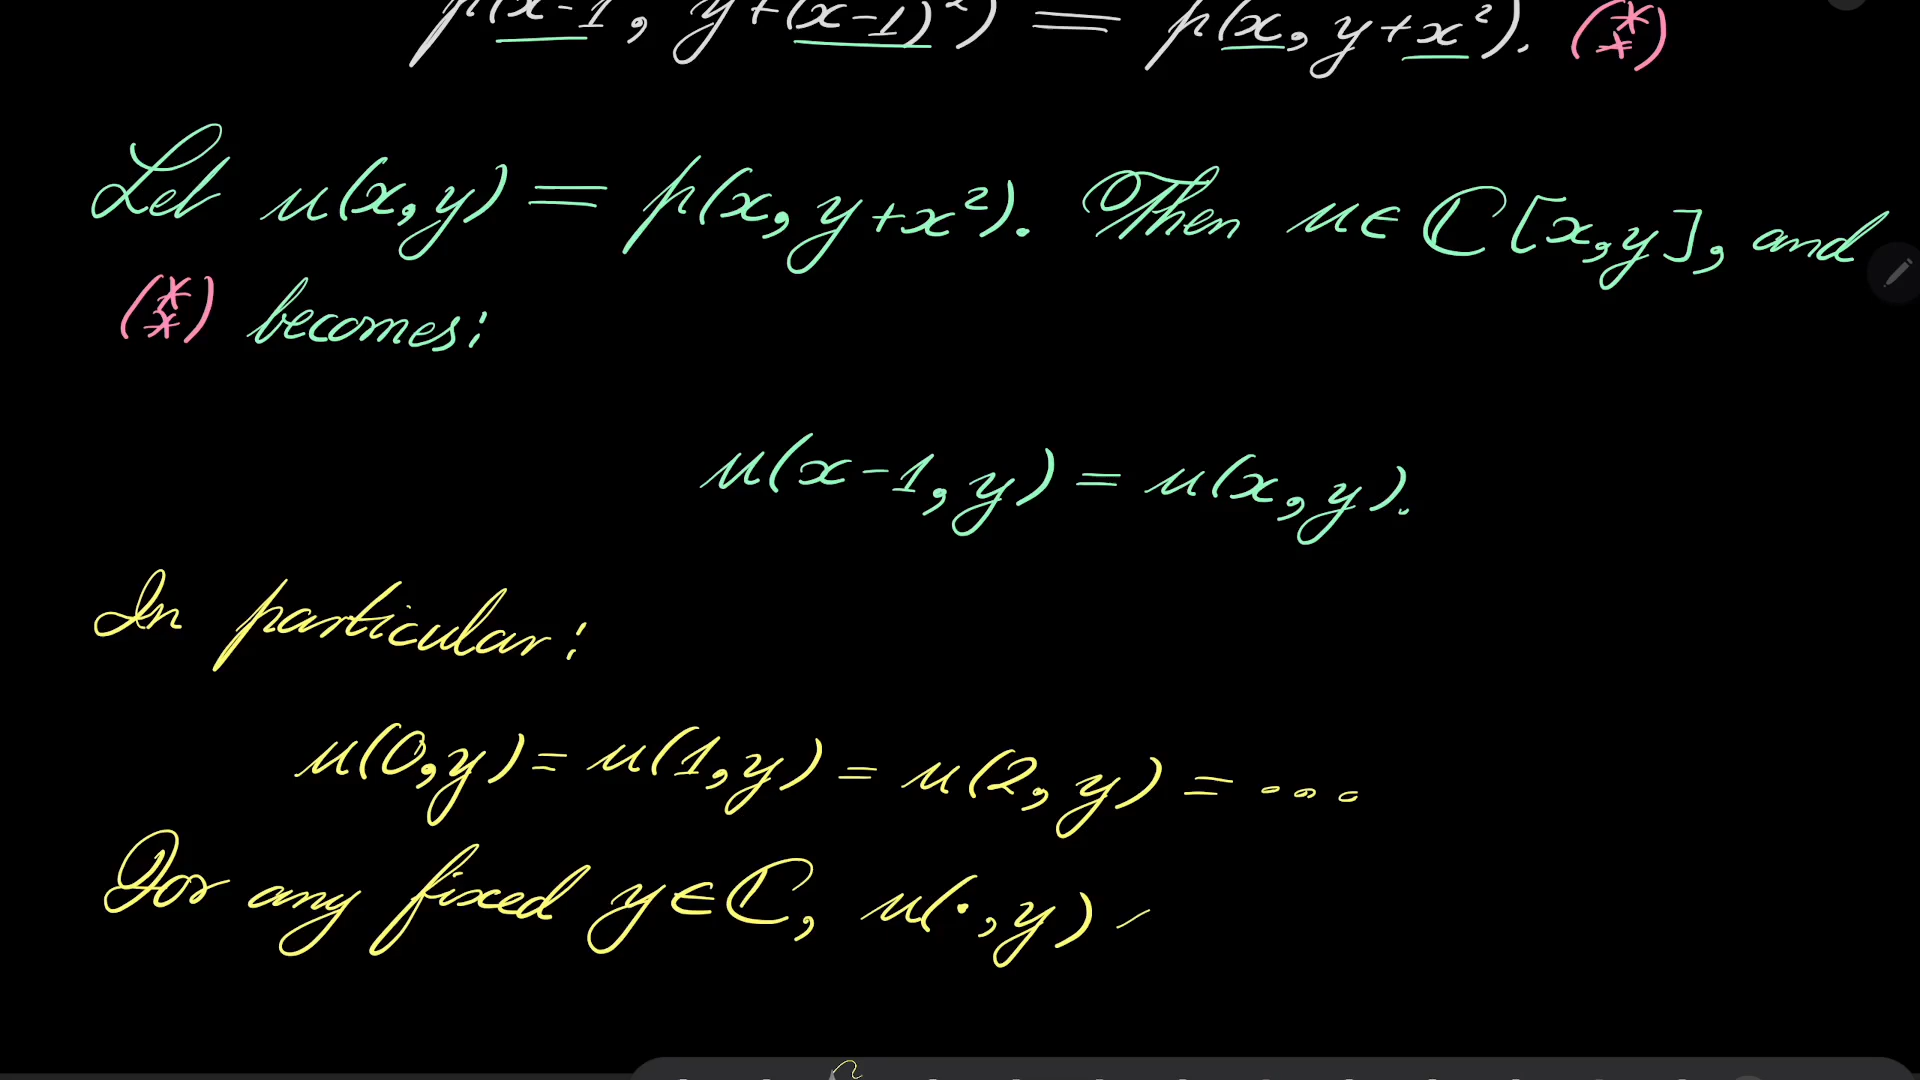 p(x-1, y+(x-1)²) = p(x, y+x²). (**)
Let u(x,y) = p(x, y+x²). Then u∈ℂ[x,y], and
(**) becomes:
u(x-1,y) = u(x,y).
In particular:
u(0,y) = u(1,y) = u(2,y) = ...
For any fixed y∈ℂ, u(·,y)